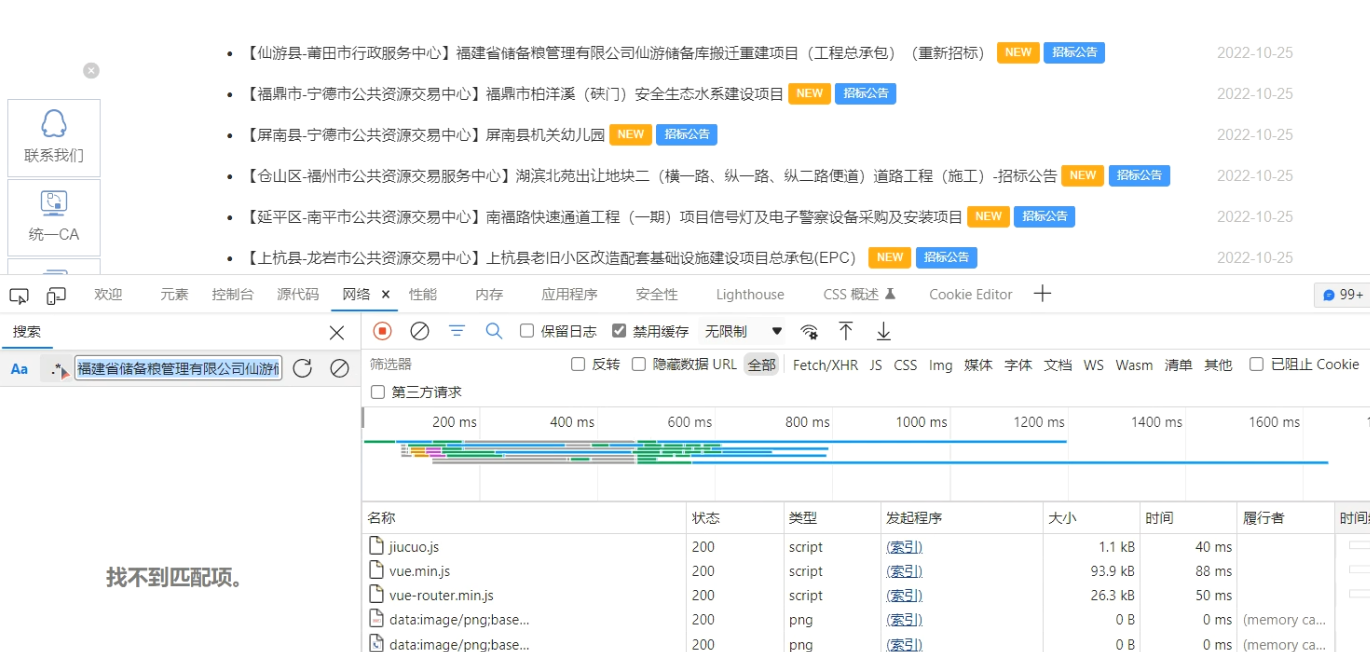 【仙游县-莆田市行政服务中心】福建省储备粮管理有限公司仙游储备库搬迁重建项目（工程总承包）（重新招标） NEW 招标公告 2022-10-25
【福鼎市-宁德市公共资源交易中心】福鼎市柏洋溪（硖门）安全生态水系建设项目 NEW 招标公告 2022-10-25
【屏南县-宁德市公共资源交易中心】屏南县机关幼儿园 NEW 招标公告 2022-10-25
【仓山区-福州市公共资源交易服务中心】湖滨北苑出让地块二（横一路、纵一路、纵二路便道）道路工程（施工）-招标公告 NEW 招标公告 2022-10-25
【延平区-南平市公共资源交易中心】南福路快速通道工程（一期）项目信号灯及电子警察设备采购及安装项目 NEW 招标公告 2022-10-25
【上杭县-龙岩市公共资源交易中心】上杭县老旧小区改造配套基础设施建设项目总承包(EPC) NEW 招标公告 2022-10-25
联系我们
统一CA
欢迎 元素 控制台 源代码 网络 性能 内存 应用程序 安全性 Lighthouse CSS 概述 Cookie Editor 99+
搜索
Aa .* 福建省储备粮管理有限公司仙游
找不到匹配项。
保留日志 禁用缓存 无限制
筛选器 反转 隐藏数据 URL 全部 Fetch/XHR JS CSS Img 媒体 字体 文档 WS Wasm 清单 其他 已阻止 Cookie
第三方请求
200 ms 400 ms 600 ms 800 ms 1000 ms 1200 ms 1400 ms 1600 ms
名称 状态 类型 发起程序 大小 时间 履行者 时间
jiucuo.js 200 script (索引) 1.1 kB 40 ms
vue.min.js 200 script (索引) 93.9 kB 88 ms
vue-router.min.js 200 script (索引) 26.3 kB 50 ms
data:image/png;base... 200 png (索引) 0 B 0 ms (memory ca...
data:image/png;base... 200 png (索引) 0 B 0 ms (memory ca...